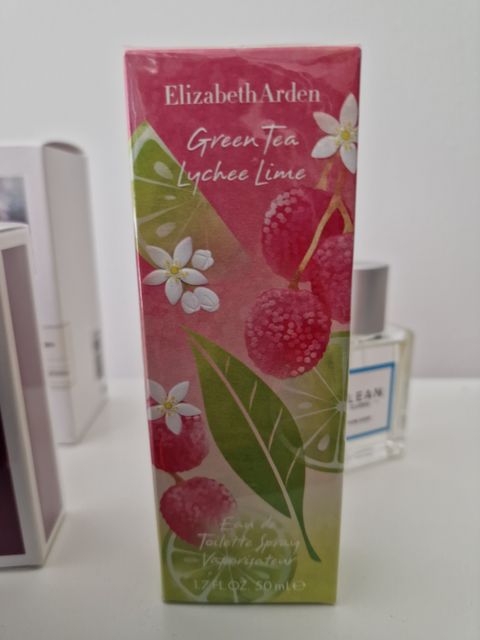 Elizabeth Arden
Green Tea
Lychee Lime
Eau de
Toilette Spray
Vaporisateur
1.7 FL.OZ. 50 ml e
LEAN